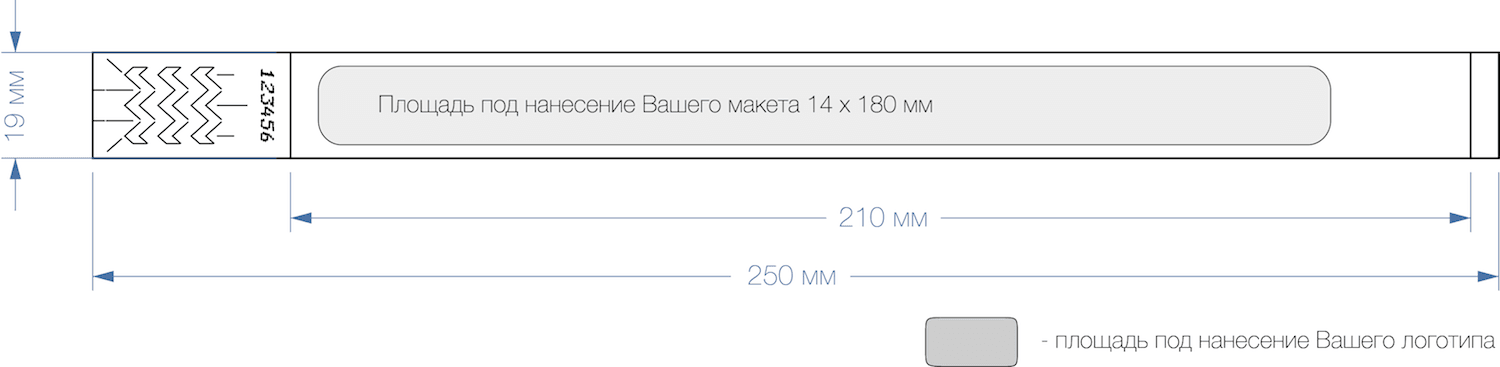 19 мм
123456
Площадь под нанесение Вашего макета 14 x 180 мм
210 мм
250 мм
- площадь под нанесение Вашего логотипа